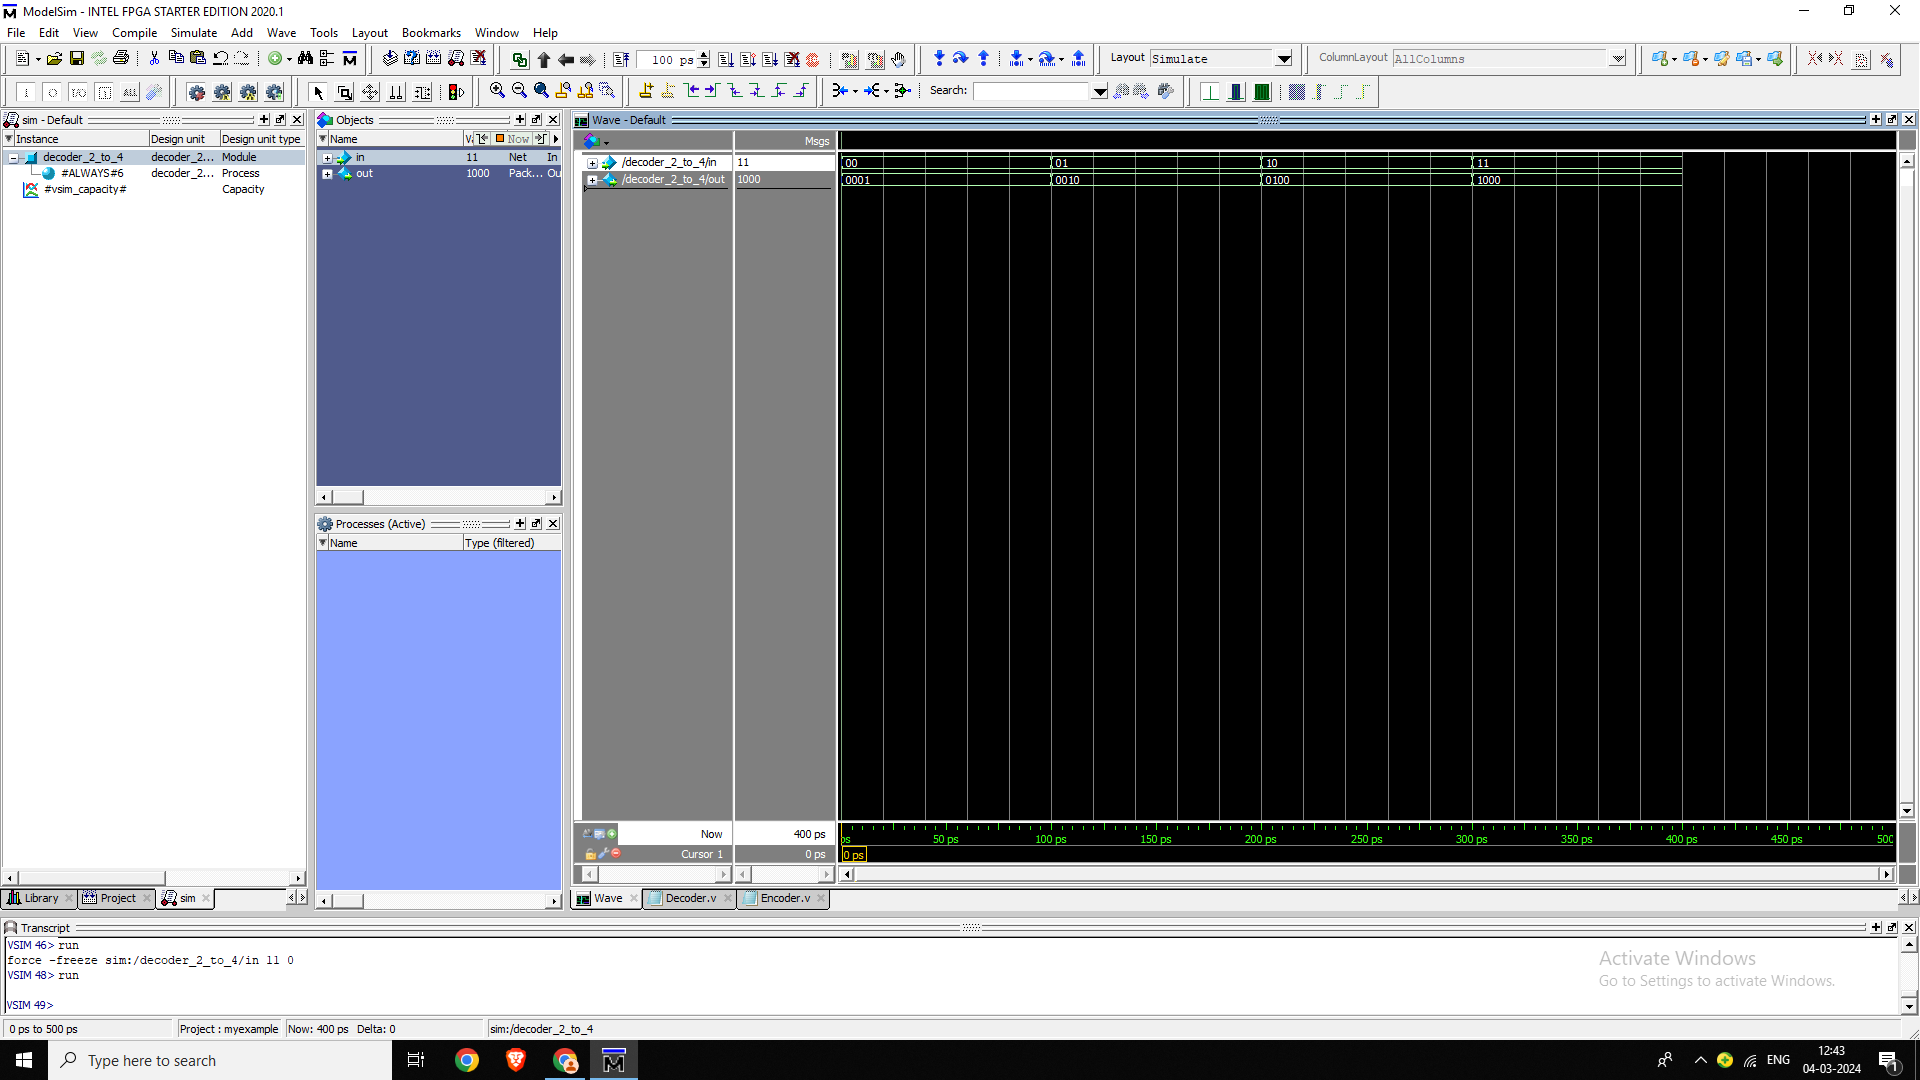 ModelSim - INTEL FPGA STARTER EDITION 2020.1
File Edit View Compile Simulate Add Wave Tools Layout Bookmarks Window Help
100 ps
Layout Simulate
ColumnLayout AllColumns
Search:
sim - Default
Instance Design unit Design unit type
decoder_2_to_4 decoder_2... Module
#ALWAYS#6 decoder_2... Process
#vsim_capacity# Capacity
Objects
Name Now
in 11 Net In
out 1000 Pack... Ou
Processes (Active)
Name Type (filtered)
Wave - Default
Msgs
/decoder_2_to_4/in 11 00 01 10 11
/decoder_2_to_4/out 1000 0001 0010 0100 1000
Now 400 ps
ps 50 ps 100 ps 150 ps 200 ps 250 ps 300 ps 350 ps 400 ps 450 ps 500
Cursor 1 0 ps 0 ps
Library Project sim
Wave Decoder.v Encoder.v
Transcript
VSIM 46> run
force -freeze sim:/decoder_2_to_4/in 11 0
VSIM 48> run
VSIM 49>
Activate Windows
Go to Settings to activate Windows.
0 ps to 500 ps Project : myexample Now: 400 ps Delta: 0 sim:/decoder_2_to_4
Type here to search
ENG
12:43
04-03-2024
1